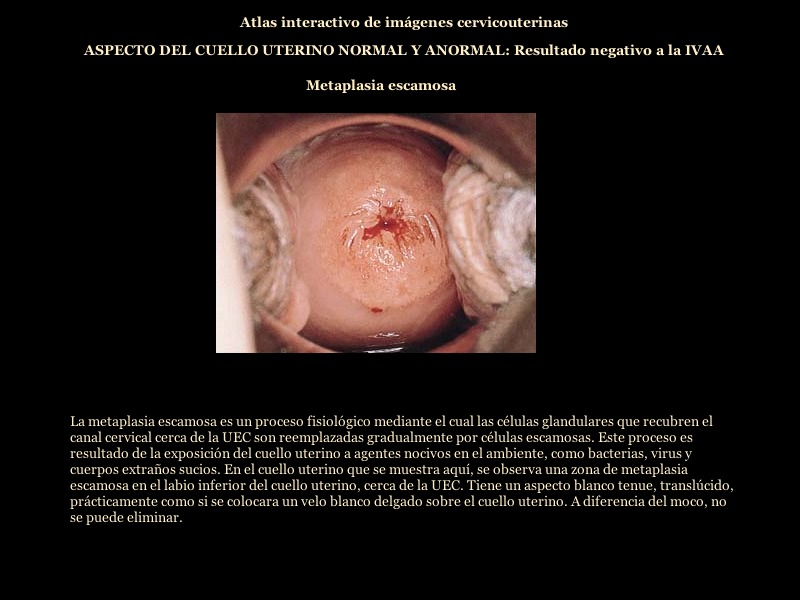 Atlas interactivo de imágenes cervicouterinas
ASPECTO DEL CUELLO UTERINO NORMAL Y ANORMAL: Resultado negativo a la IVAA
Metaplasia escamosa
La metaplasia escamosa es un proceso fisiológico mediante el cual las células glandulares que recubren el
canal cervical cerca de la UEC son reemplazadas gradualmente por células escamosas. Este proceso es
resultado de la exposición del cuello uterino a agentes nocivos en el ambiente, como bacterias, virus y
cuerpos extraños sucios. En el cuello uterino que se muestra aquí, se observa una zona de metaplasia
escamosa en el labio inferior del cuello uterino, cerca de la UEC. Tiene un aspecto blanco tenue, translúcido,
prácticamente como si se colocara un velo blanco delgado sobre el cuello uterino. A diferencia del moco, no
se puede eliminar.